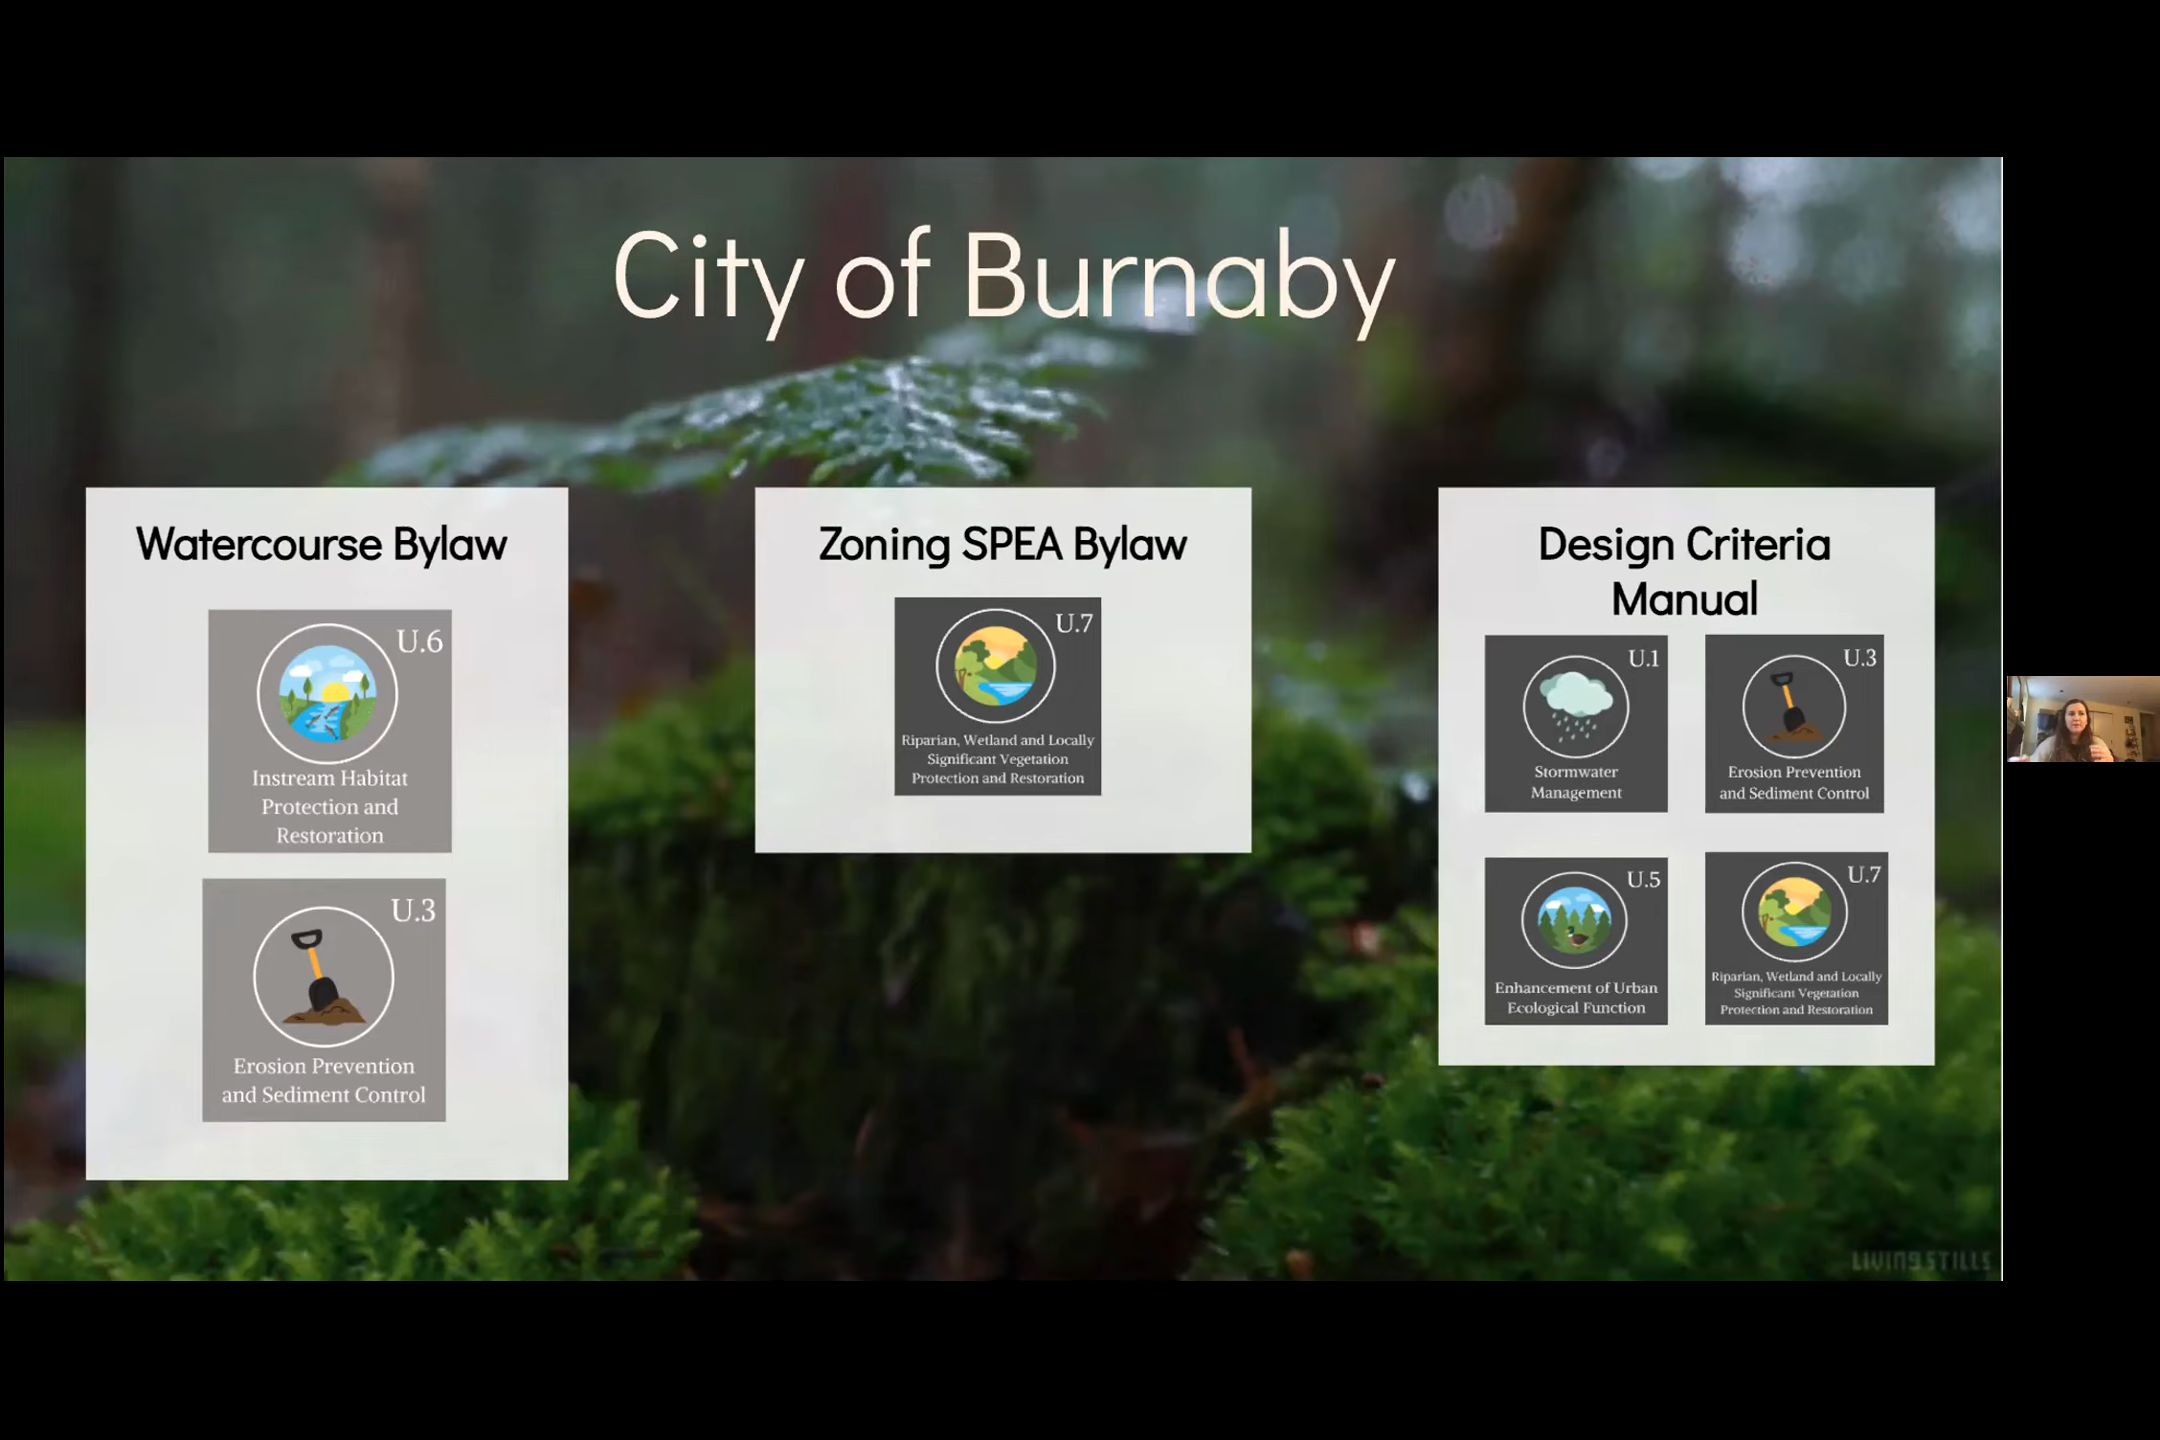 City of Burnaby
Watercourse Bylaw
U.6
Instream Habitat
Protection and
Restoration
U.3
Erosion Prevention
and Sediment Control
Zoning SPEA Bylaw
U.7
Riparian, Wetland and Locally
Significant Vegetation
Protection and Restoration
Design Criteria
Manual
U.1
Stormwater
Management
U.3
Erosion Prevention
and Sediment Control
U.5
Enhancement of Urban
Ecological Function
U.7
Riparian, Wetland and Locally
Significant Vegetation
Protection and Restoration
LIVINGSTILLS